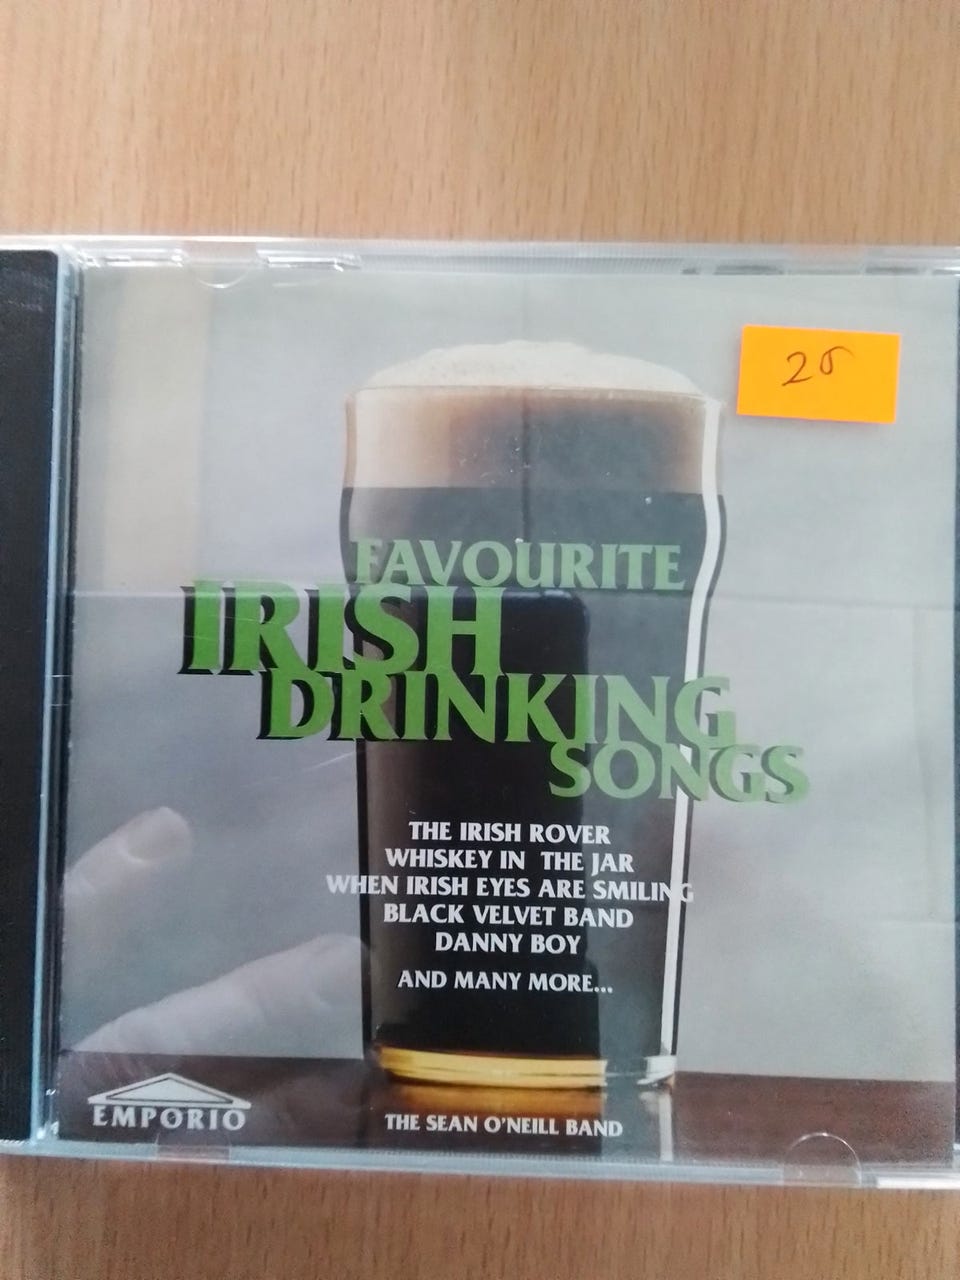 20
FAVOURITE
IRISH
DRINKING
SONGS
THE IRISH ROVER
WHISKEY IN THE JAR
WHEN IRISH EYES ARE SMILING
BLACK VELVET BAND
DANNY BOY
AND MANY MORE...
EMPORIO
THE SEAN O'NEILL BAND